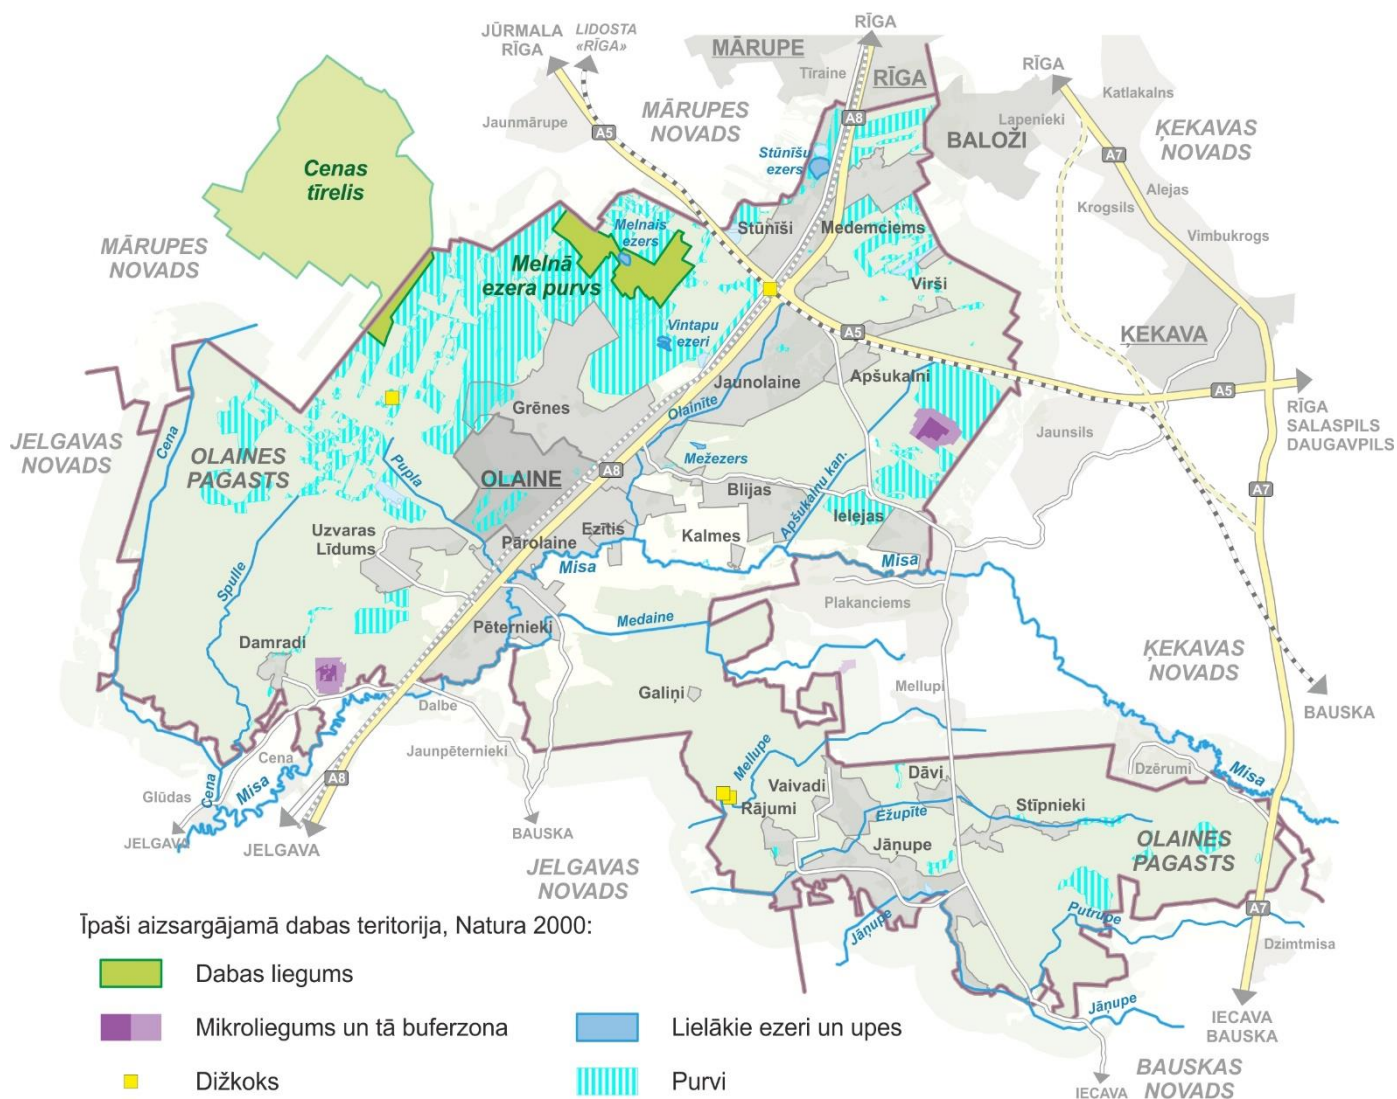 JŪRMALA
RĪGA
LIDOSTA
«RĪGA»
MĀRUPE
Tīraine
RĪGA
RĪGA
RĪGA
Katlakalns
Lapenieki
BALOŽI
ĶEKAVAS
NOVADS
MĀRUPES
NOVADS
Jaunmārupe
A5
A8
A7
Stūnīšu
ezers
Cenas
tīrelis
Alejas
Krogsils
Vimbukrogs
MĀRUPES
NOVADS
Melnais
ezers
Stūnīši
Medemciems
Melnā
ezera purvs
Virši
Vintapu
ezeri
A5
ĶEKAVA
Jaunolaine
Apšukalni
A5
RĪGA
SALASPILS
DAUGAVPILS
Grēnes
Olainīte
Jaunsils
JELGAVAS
NOVADS
Cena
OLAINES
PAGASTS
Pupla
OLAINE
A8
Mežezers
Blijas
Apšukalnu kan.
Ielejas
A7
Uzvaras
Līdums
Pārolaine
Ezītis
Kalmes
Misa
Misa
Spulle
Plakanciems
Medaine
Pēternieki
Damradi
ĶEKAVAS
NOVADS
Galiņi
Mellupi
Dalbe
BAUSKA
Jaunpēternieki
Cena
Mellupe
Dzērumi
Misa
A8
Glūdas
Cena
Misa
Vaivadi
Dāvi
Rājumi
Stīpnieki
Ežupīte
JELGAVA
JELGAVA
BAUSKA
Jāņupe
OLAINES
PAGASTS
JELGAVAS
NOVADS
Putrupe
A7
Jāņupe
Dzimtmisa
Jāņupe
IECAVA
BAUSKA
BAUSKAS
NOVADS
IECAVA
Īpaši aizsargājamā dabas teritorija, Natura 2000:
Dabas liegums
Mikroliegums un tā buferzona
Dižkoks
Lielākie ezeri un upes
Purvi